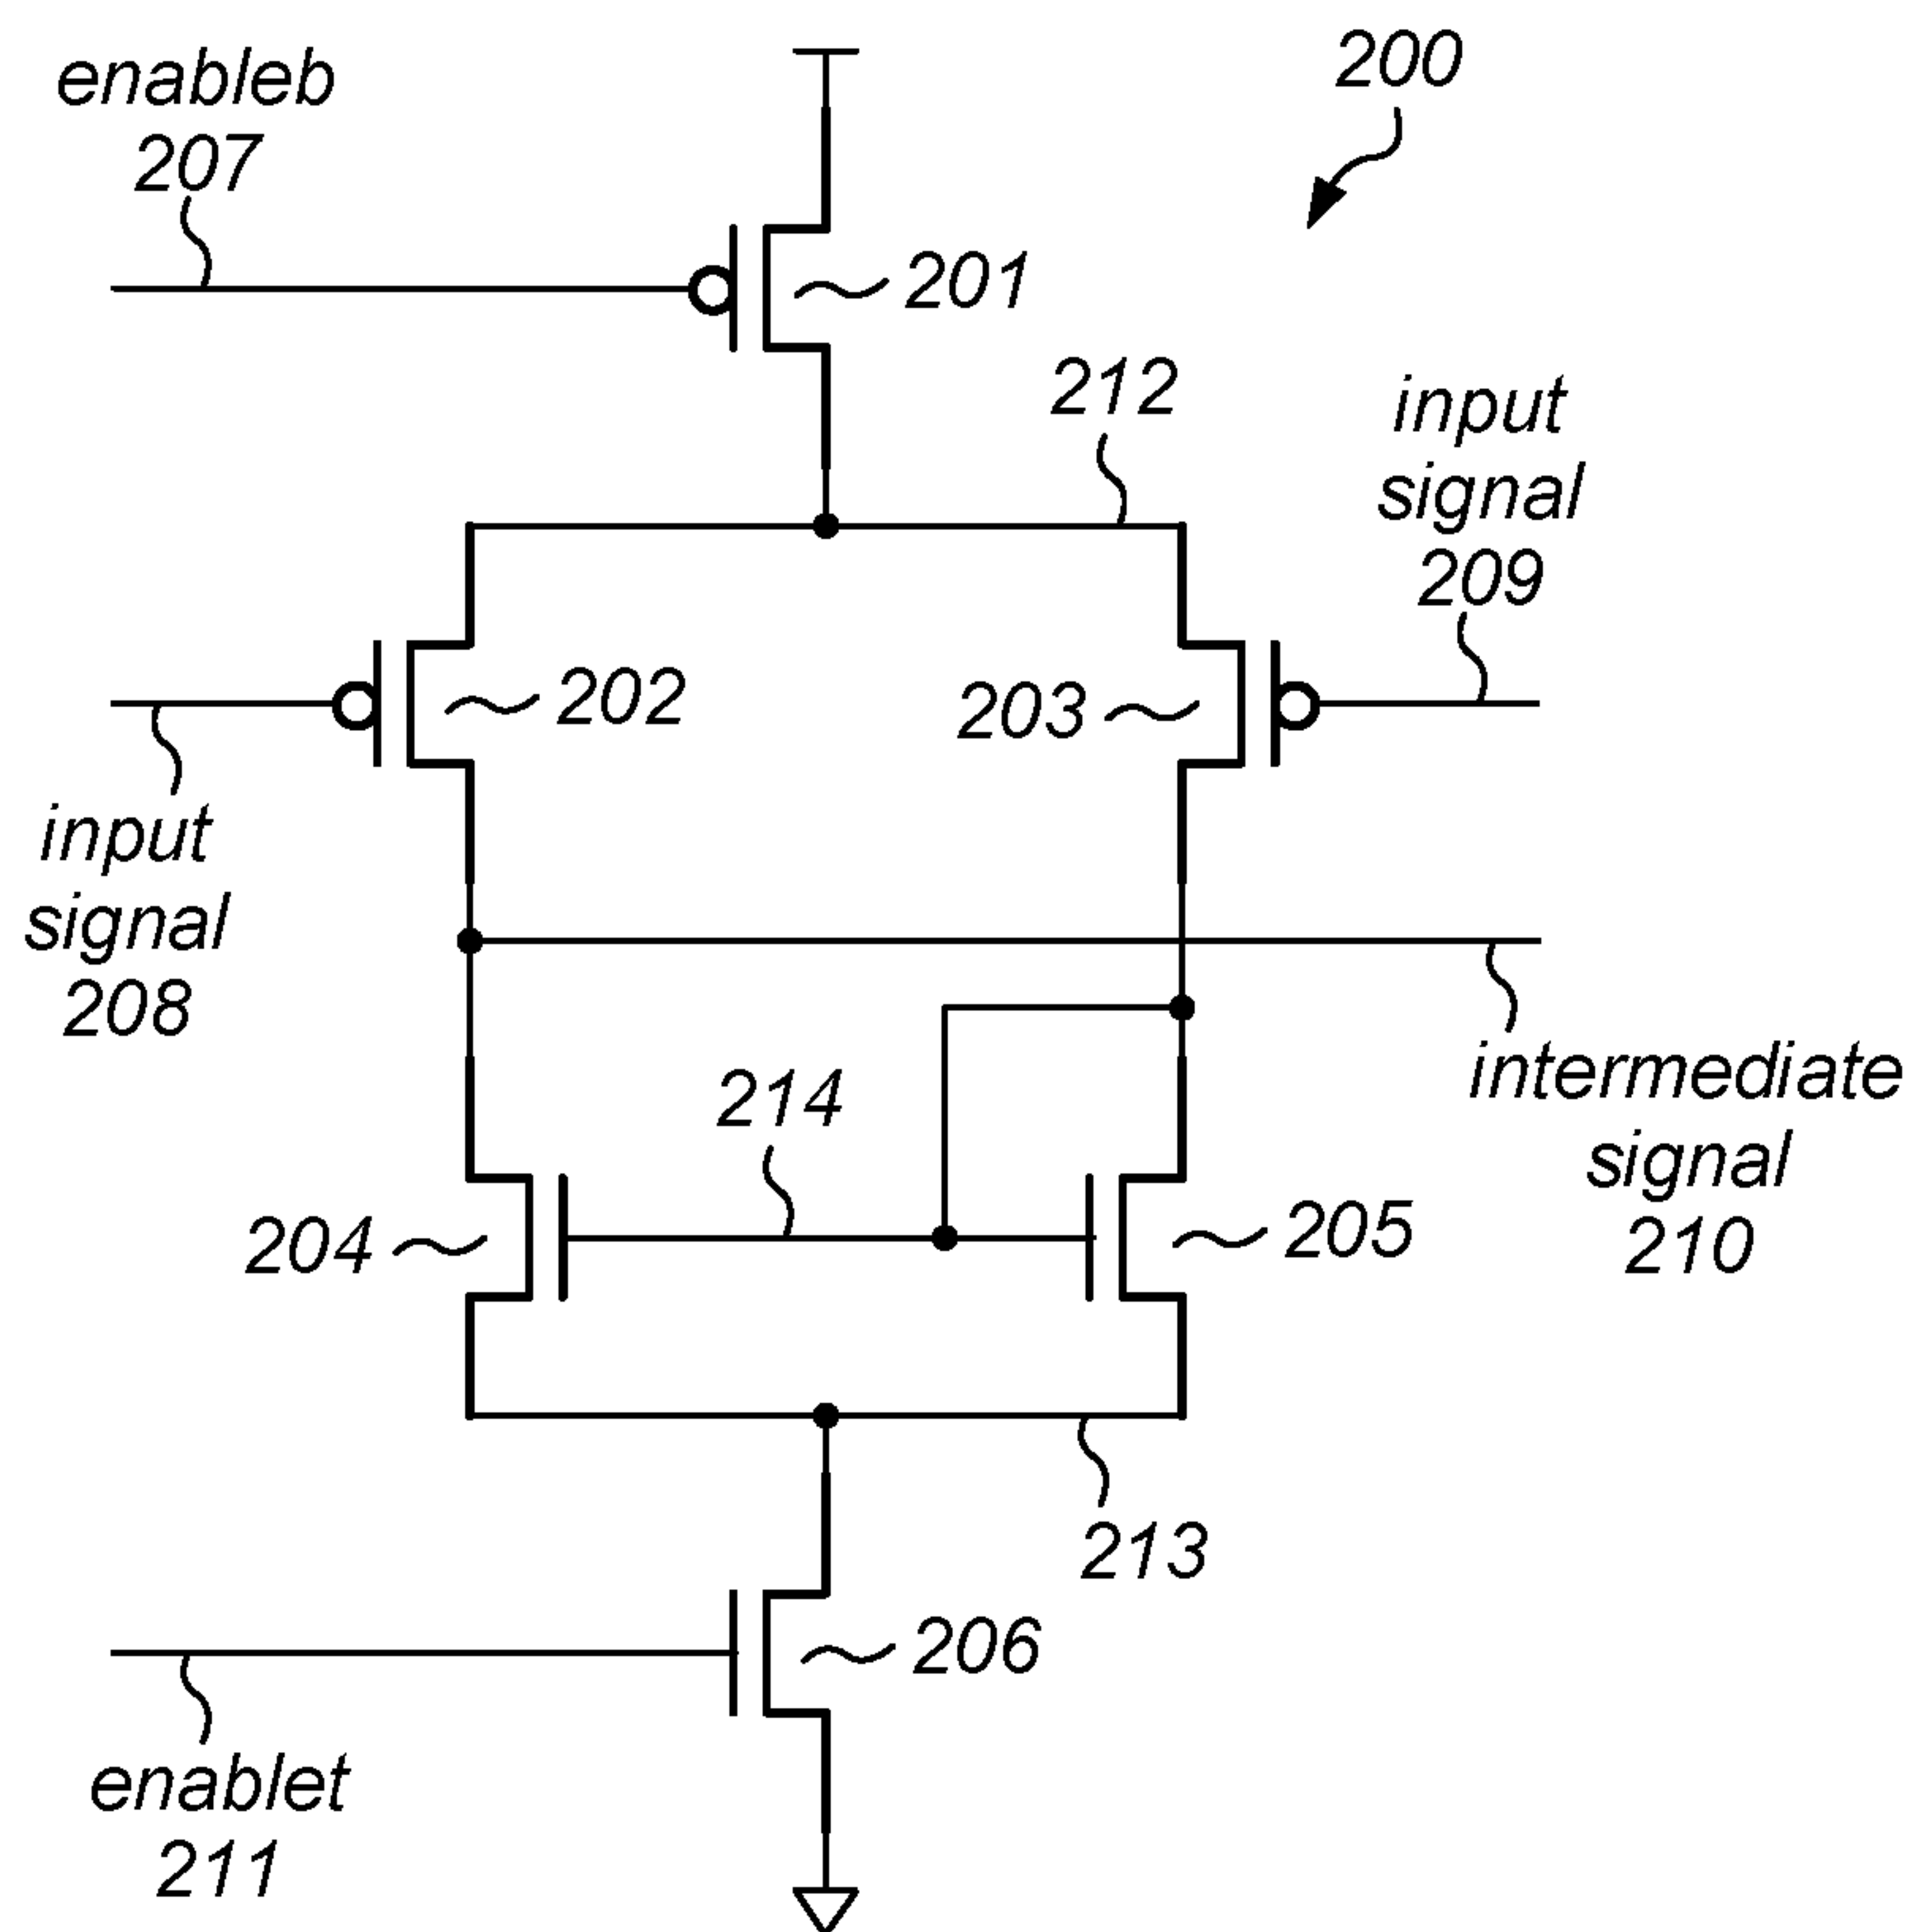 enableb
207
200
201
212
input
signal
209
202
203
input
signal
208
intermediate
signal
210
214
204
205
213
206
enablet
211